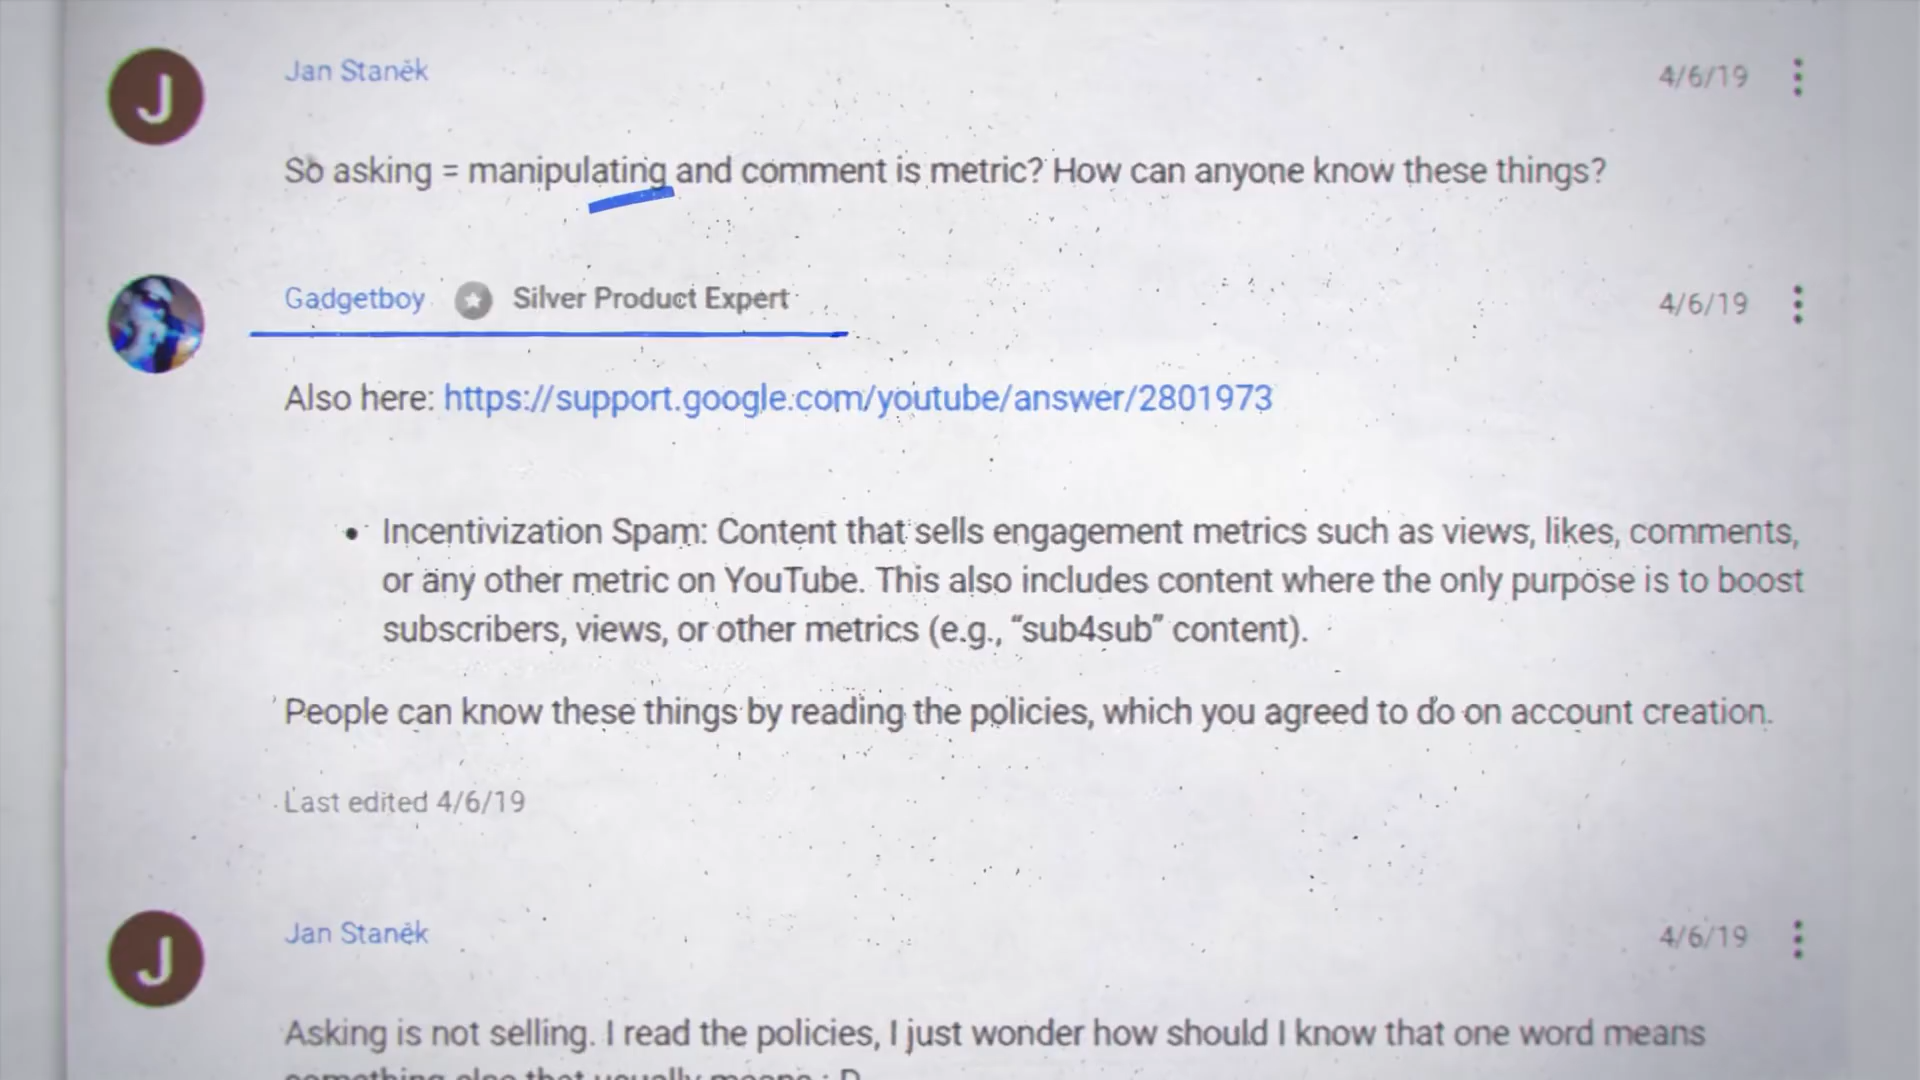 J
Jan Staněk
4/6/19
So asking = manipulating and comment is metric? How can anyone know these things?
Gadgetboy Silver Product Expert
4/6/19
Also here: https://support.google.com/youtube/answer/2801973
• Incentivization Spam: Content that sells engagement metrics such as views, likes, comments,
or any other metric on YouTube. This also includes content where the only purpose is to boost
subscribers, views, or other metrics (e.g., “sub4sub” content).
People can know these things by reading the policies, which you agreed to do on account creation.
Last edited 4/6/19
J
Jan Staněk
4/6/19
Asking is not selling. I read the policies, I just wonder how should I know that one word means
something else that usually means : D